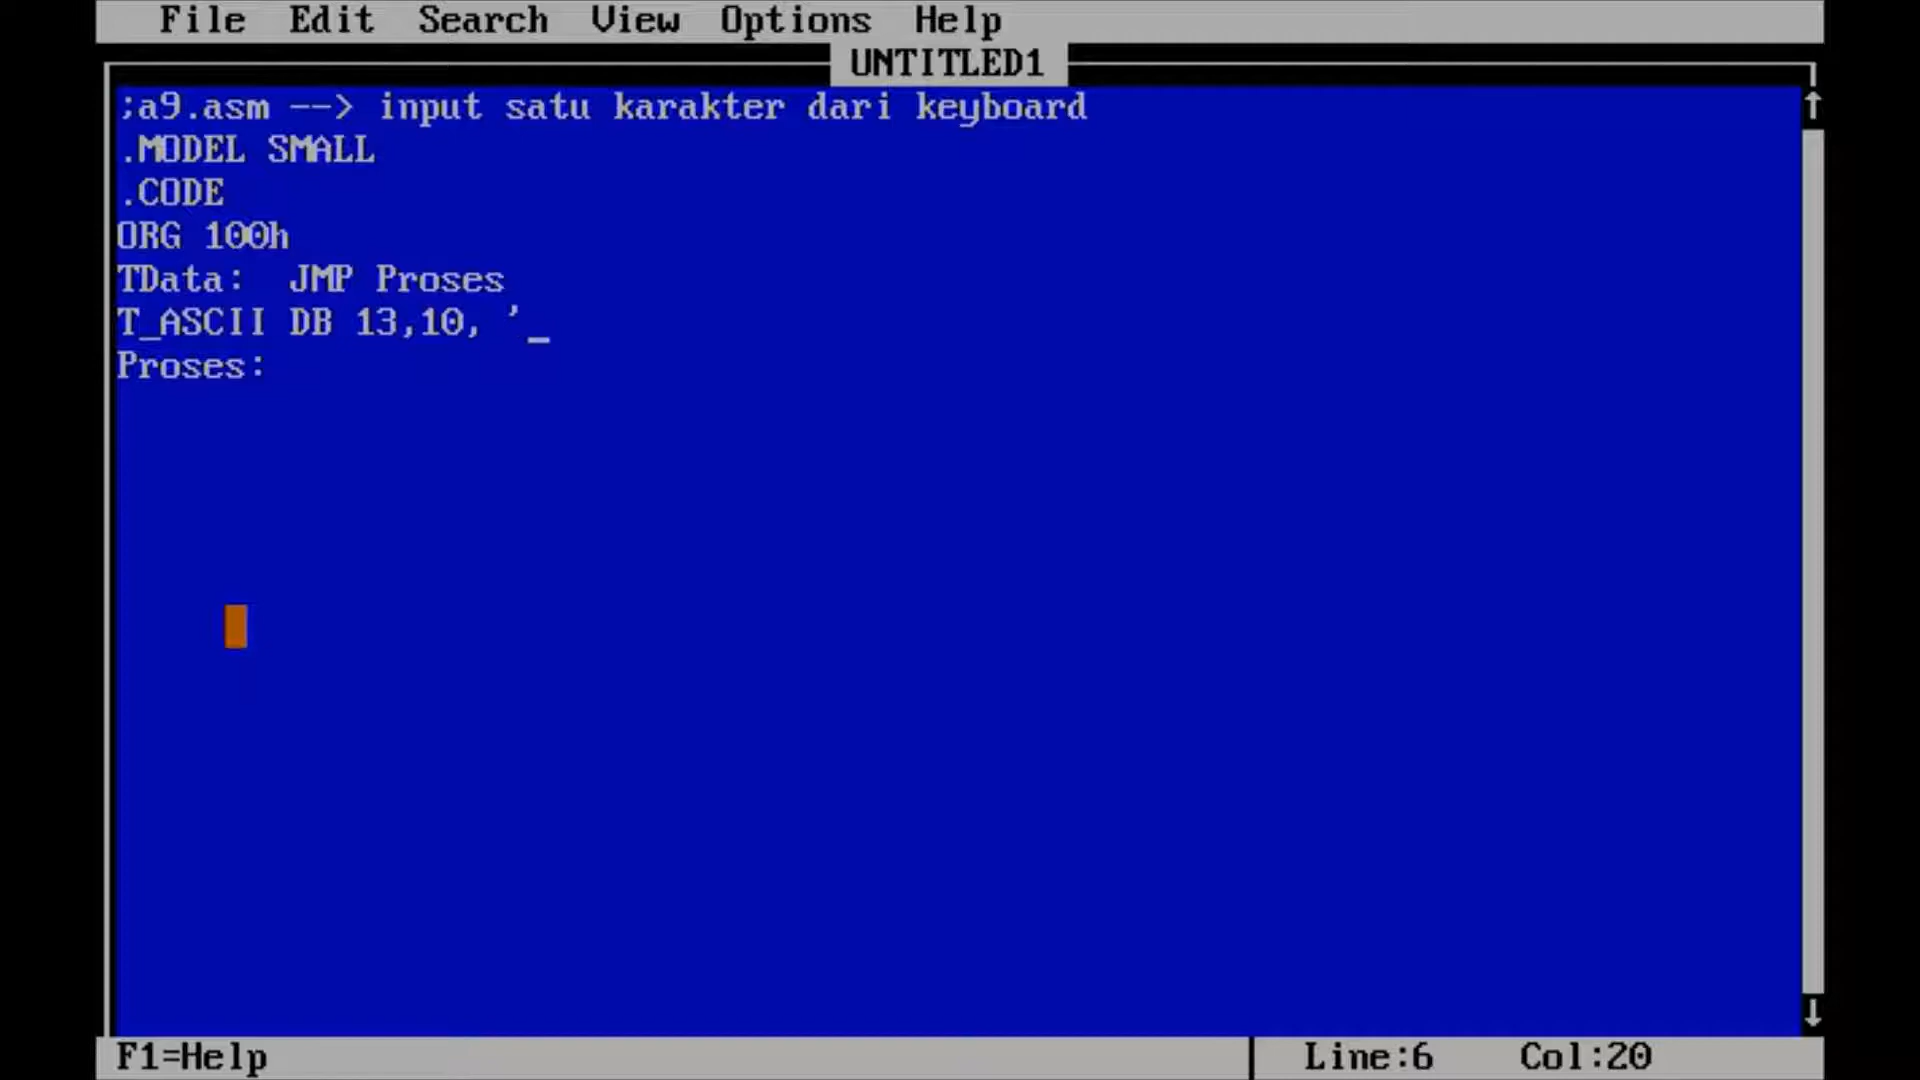 File Edit Search View Options Help
UNTITLED1
;a9.asm --> input satu karakter dari keyboard
.MODEL SMALL
.CODE
ORG 100h
TData:  JMP Proses
T_ASCII DB 13,10, '_
Proses:
F1=Help
Line:6 Col:20